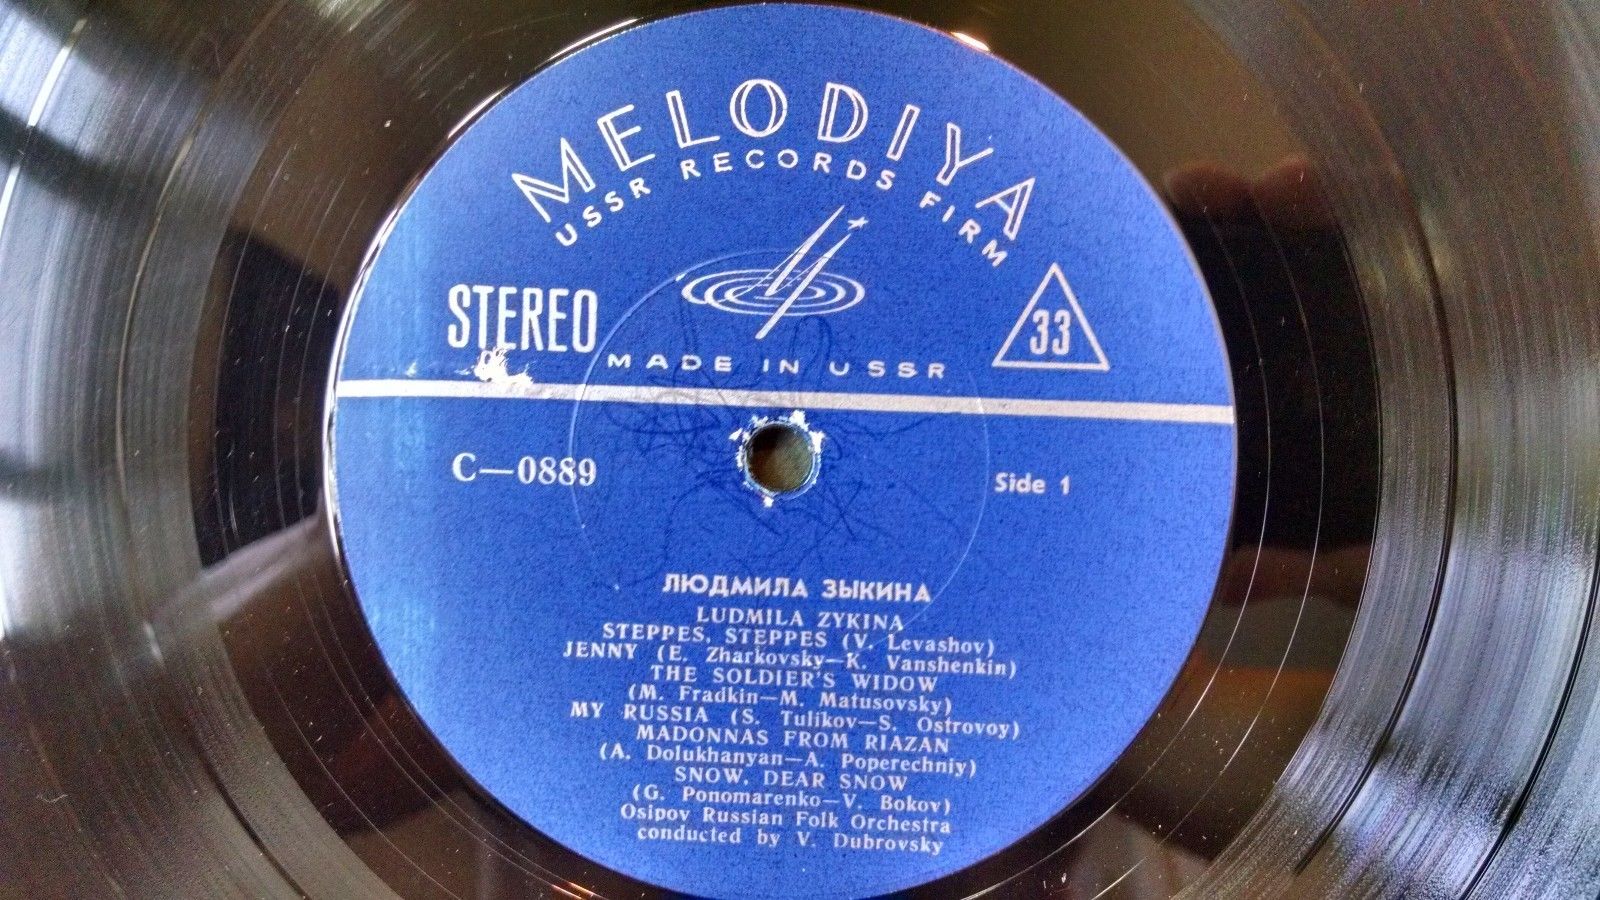 MELODIYA
USSR RECORDS FIRM
STEREO
33
MADE IN USSR
С—0889
Side 1
ЛЮДМИЛА ЗЫКИНА
LUDMILA ZYKINA
STEPPES, STEPPES (V. Levashov)
JENNY (E. Zharkovsky—K. Vanshenkin)
THE SOLDIER'S WIDOW
(M. Fradkin—M. Matusovsky)
MY RUSSIA (S. Tulikov—S. Ostrovoy)
MADONNAS FROM RIAZAN
(A. Dolukhanyan—A. Poperechniy)
SNOW, DEAR SNOW
(G. Ponomarenko—V. Bokov)
Osipov Russian Folk Orchestra
conducted by V. Dubrovsky